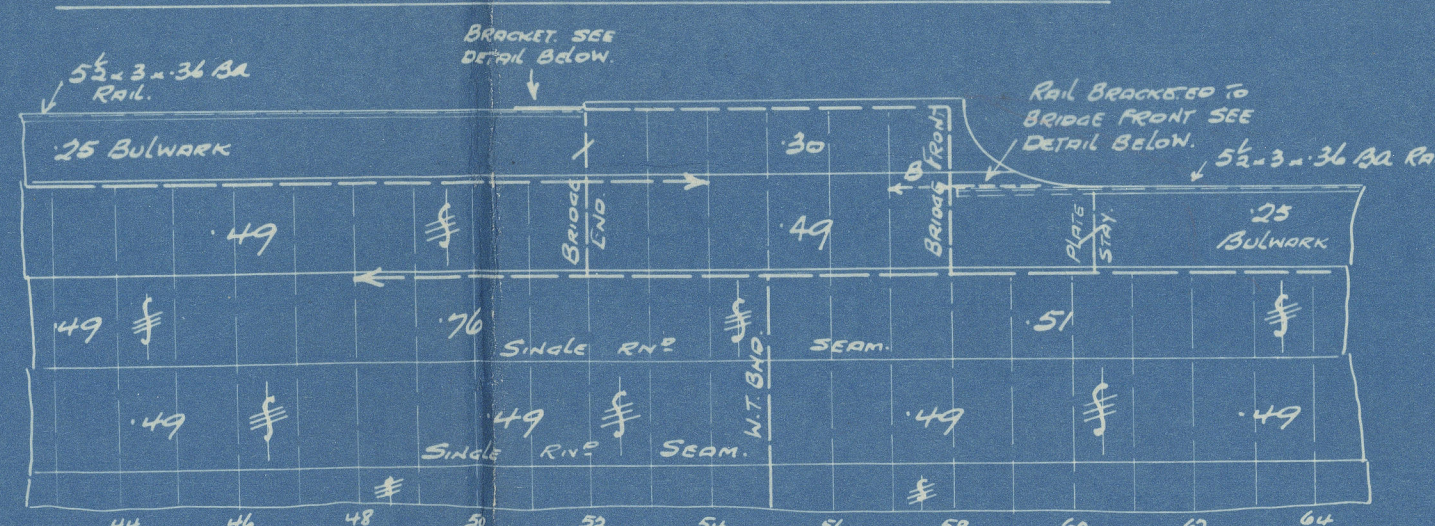 BRACKET. SEE
DETAIL BELOW.
5½ x 3 x .36 BA
RAIL.
RAIL BRACKETED TO
BRIDGE FRONT SEE
DETAIL BELOW.
5½ x 3 x .36 BA RA
.25 BULWARK
.30
B
BRIDGE FRONT
.49
BRIDGE
END
.49
PLATE
STAY.
.25
BULWARK
.49
.76
.51
SINGLE RIVD SEAM.
W.T. BHD.
.49
.49
.49
.49
SINGLE RIVD SEAM.
44 46 48 50 52 54 56 58 60 62 64